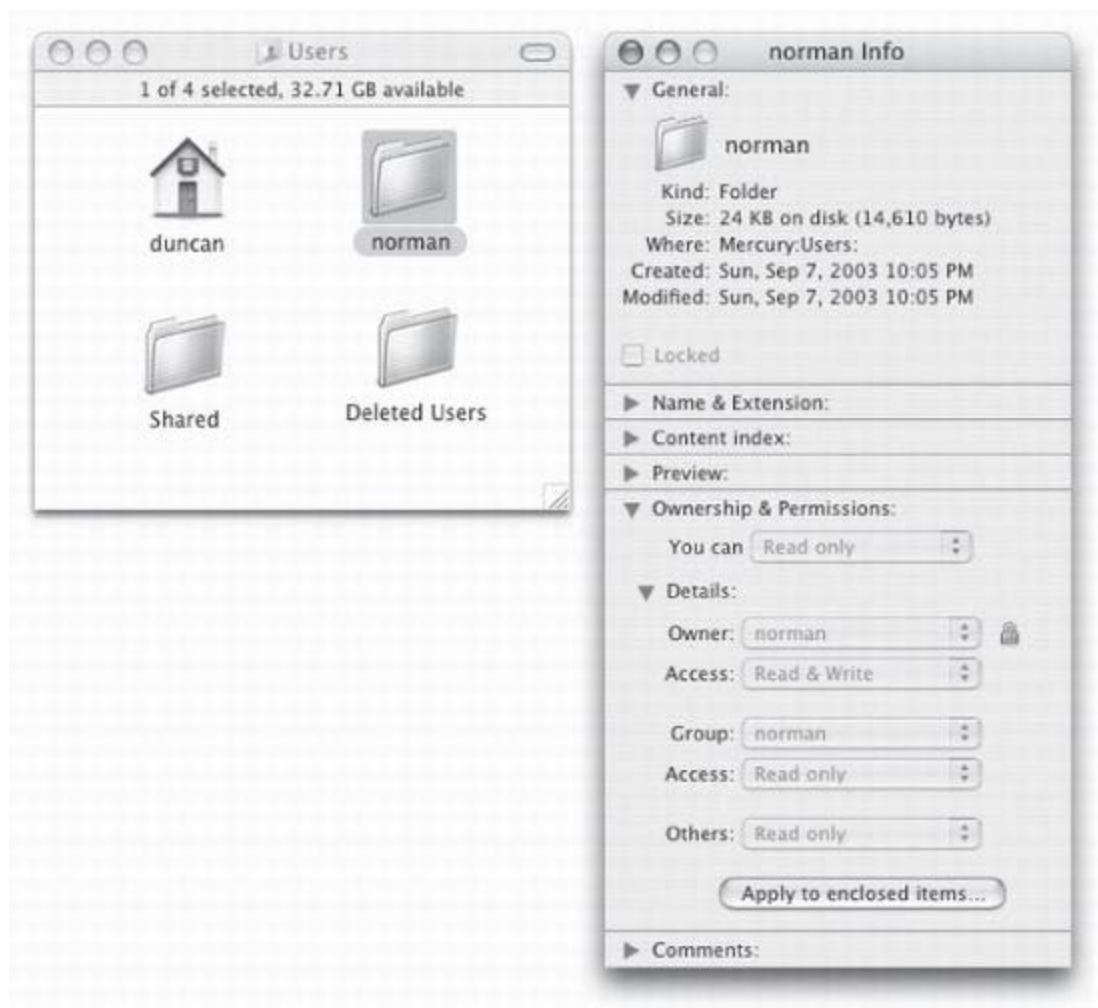 Users
1 of 4 selected, 32.71 GB available
duncan
norman
Shared
Deleted Users
norman Info
General:
norman
Kind: Folder
Size: 24 KB on disk (14,610 bytes)
Where: Mercury:Users:
Created: Sun, Sep 7, 2003 10:05 PM
Modified: Sun, Sep 7, 2003 10:05 PM
Locked
Name & Extension:
Content index:
Preview:
Ownership & Permissions:
You can Read only
Details:
Owner: norman
Access: Read & Write
Group: norman
Access: Read only
Others: Read only
Apply to enclosed items...
Comments: